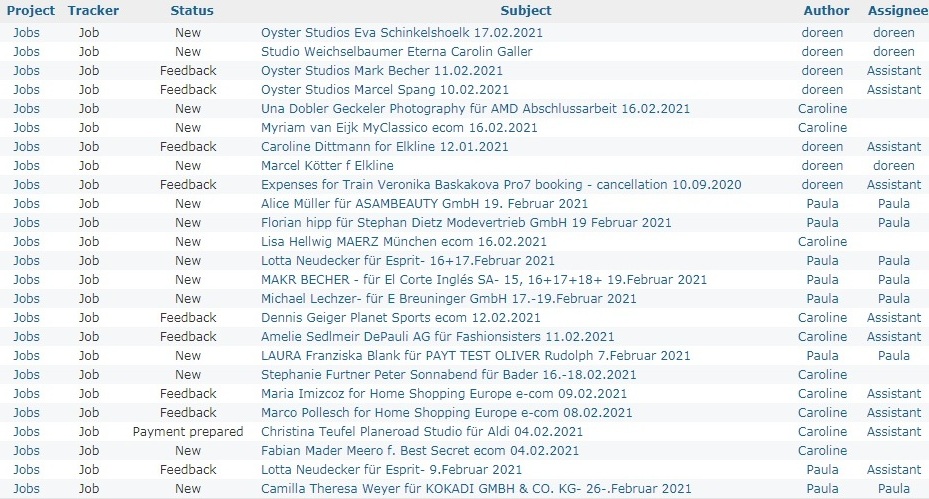 Project Tracker Status Subject Author Assignee
Jobs Job New Oyster Studios Eva Schinkelshoelk 17.02.2021 doreen doreen
Jobs Job New Studio Weichselbaumer Eterna Carolin Galler doreen doreen
Jobs Job Feedback Oyster Studios Mark Becher 11.02.2021 doreen Assistant
Jobs Job Feedback Oyster Studios Marcel Spang 10.02.2021 doreen Assistant
Jobs Job New Una Dobler Geckeler Photography für AMD Abschlussarbeit 16.02.2021 Caroline
Jobs Job New Myriam van Eijk MyClassico ecom 16.02.2021 Caroline
Jobs Job Feedback Caroline Dittmann for Elkline 12.01.2021 doreen Assistant
Jobs Job New Marcel Kötter f Elkline doreen doreen
Jobs Job Feedback Expenses for Train Veronika Baskakova Pro7 booking - cancellation 10.09.2020 doreen Assistant
Jobs Job New Alice Müller für ASAMBEAUTY GmbH 19. Februar 2021 Paula Paula
Jobs Job New Florian hipp für Stephan Dietz Modevertrieb GmbH 19 Februar 2021 Paula Paula
Jobs Job New Lisa Hellwig MAERZ München ecom 16.02.2021 Caroline
Jobs Job New Lotta Neudecker für Esprit- 16+17.Februar 2021 Paula Paula
Jobs Job New MAKR BECHER - für El Corte Inglés SA- 15, 16+17+18+ 19.Februar 2021 Paula Paula
Jobs Job New Michael Lechzer- für E Breuninger GmbH 17.-19.Februar 2021 Paula Paula
Jobs Job Feedback Dennis Geiger Planet Sports ecom 12.02.2021 Caroline Assistant
Jobs Job Feedback Amelie Sedlmeir DePauli AG für Fashionsisters 11.02.2021 Caroline Assistant
Jobs Job New LAURA Franziska Blank für PAYT TEST OLIVER Rudolph 7.Februar 2021 Paula Paula
Jobs Job New Stephanie Furtner Peter Sonnabend für Bader 16.-18.02.2021 Caroline
Jobs Job Feedback Maria Imizcoz for Home Shopping Europe e-com 09.02.2021 Caroline Assistant
Jobs Job Feedback Marco Pollesch for Home Shopping Europe e-com 08.02.2021 Caroline Assistant
Jobs Job Payment prepared Christina Teufel Planeroad Studio für Aldi 04.02.2021 Caroline Assistant
Jobs Job New Fabian Mader Meero f. Best Secret ecom 04.02.2021 Caroline
Jobs Job Feedback Lotta Neudecker für Esprit- 9.Februar 2021 Paula Assistant
Jobs Job New Camilla Theresa Weyer für KOKADI GMBH & CO. KG- 26-.Februar 2021 Paula Paula